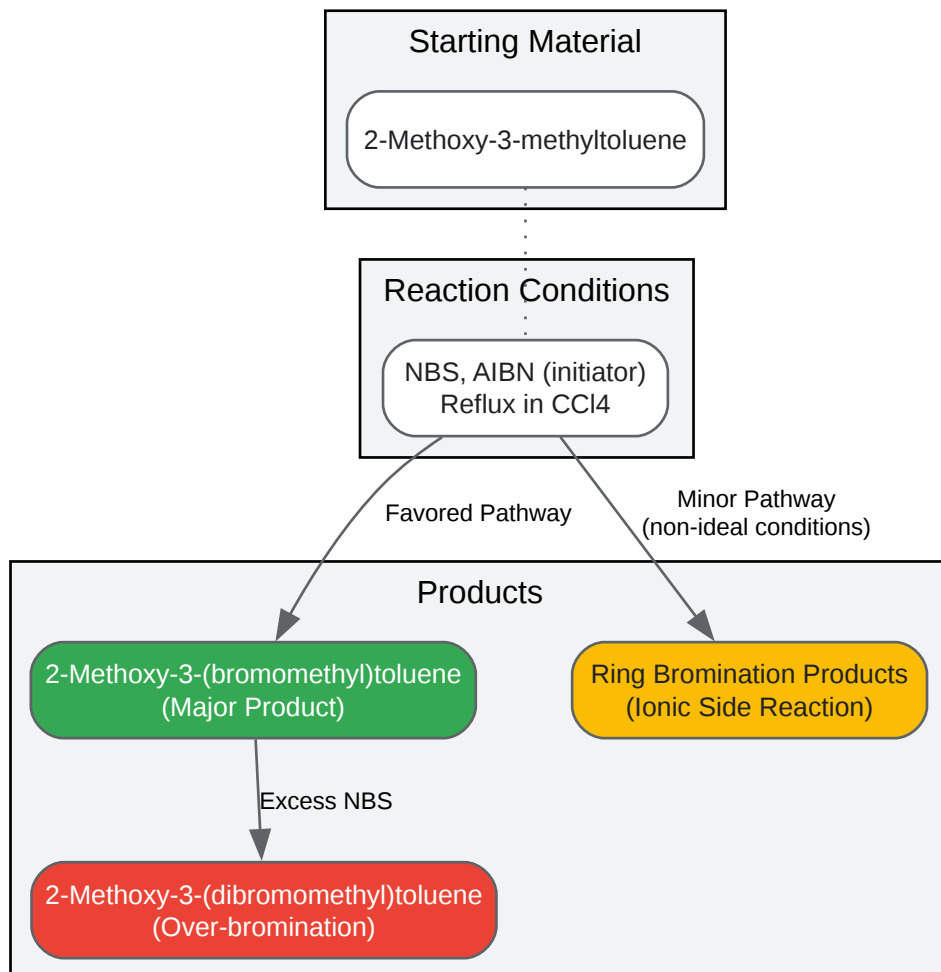 Starting Material
2-Methoxy-3-methyltoluene
Reaction Conditions
NBS, AIBN (initiator)
Reflux in CCl4
Favored Pathway
Minor Pathway
(non-ideal conditions)
Products
2-Methoxy-3-(bromomethyl)toluene
(Major Product)
Ring Bromination Products
(Ionic Side Reaction)
Excess NBS
2-Methoxy-3-(dibromomethyl)toluene
(Over-bromination)